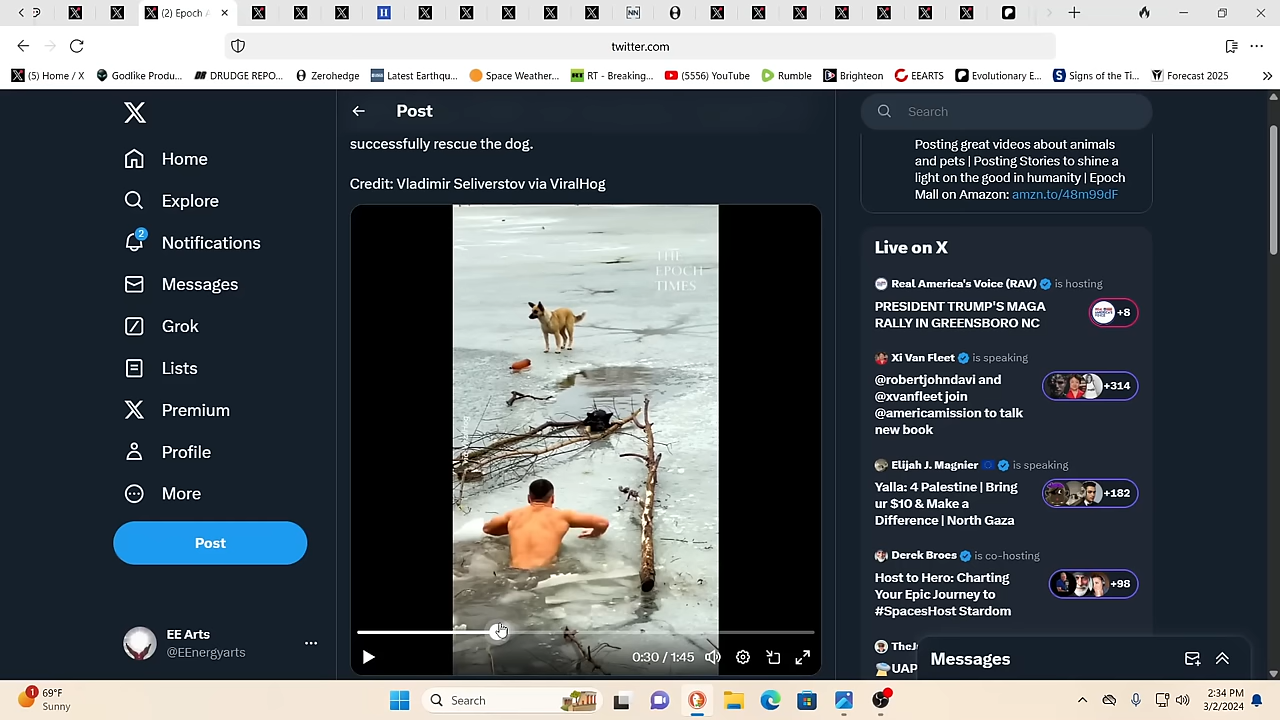 (2) Epoch
H
NN
twitter.com
(5) Home / X
Godlike Produ...
DRUDGE REPO...
Zerohedge
Latest Earthqu...
Space Weather...
RT
RT - Breaking...
(5556) YouTube
Rumble
Brighteon
EEARTS
Evolutionary E...
Signs of the Ti...
Forecast 2025
Home
Explore
2
Notifications
Messages
Grok
Lists
Premium
Profile
More
Post
EE Arts
@EEnergyarts
Post
successfully rescue the dog.
Credit: Vladimir Seliverstov via ViralHog
THE
EPOCH
TIMES
0:30 / 1:45
Search
Posting great videos about animals
and pets | Posting Stories to shine a
light on the good in humanity | Epoch
Mall on Amazon: amzn.to/48m99dF
Live on X
Real America's Voice (RAV) is hosting
PRESIDENT TRUMP'S MAGA
RALLY IN GREENSBORO NC
+8
Xi Van Fleet is speaking
@robertjohndavi and
@xvanfleet join
@americamission to talk
new book
+314
Elijah J. Magnier is speaking
Yalla: 4 Palestine | Bring
ur $10 & Make a
Difference | North Gaza
+182
Derek Broes is co-hosting
Host to Hero: Charting
Your Epic Journey to
#SpacesHost Stardom
+98
TheJ
UAP
Messages
1
69°F
Sunny
Search
2:34 PM
3/2/2024